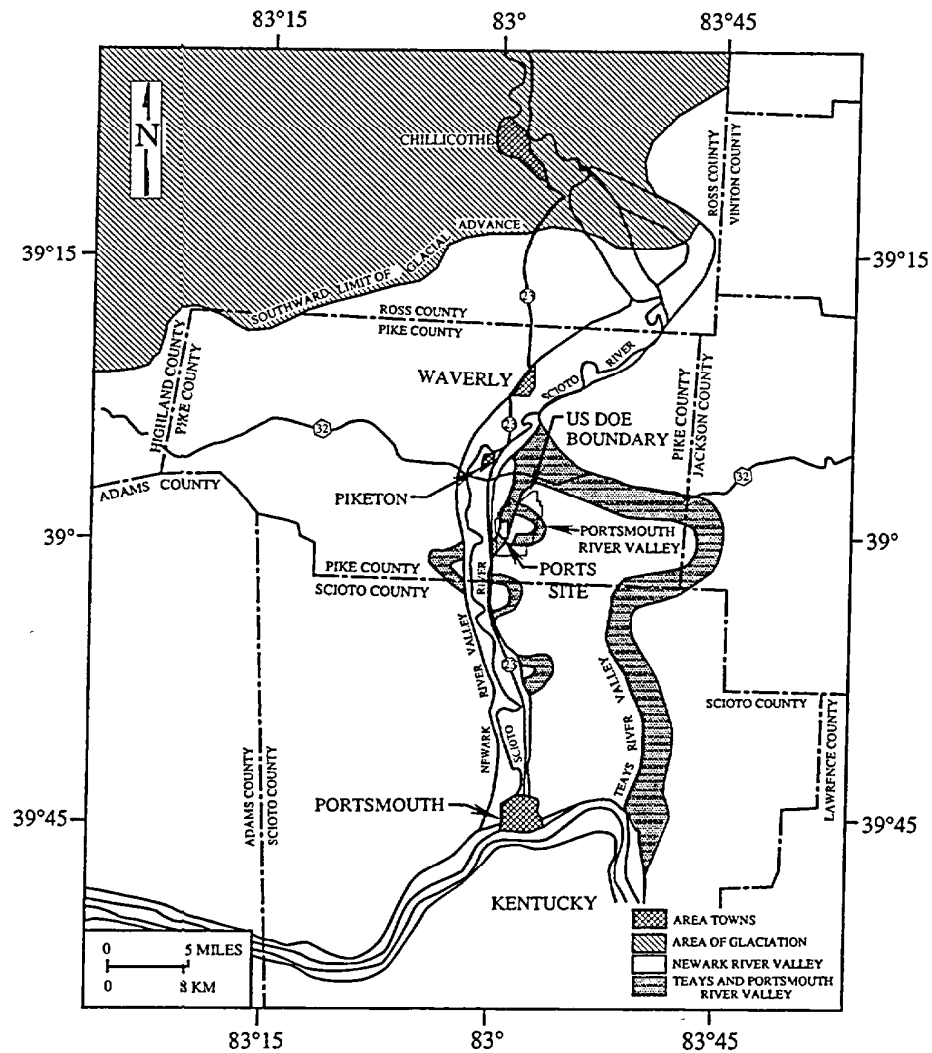 83°15
83°
83°45
N
CHILLICOTHE
ROSS COUNTY
VINTON COUNTY
SOUTHWARD LIMIT OF GLACIAL ADVANCE
39°15
39°15
23
ROSS COUNTY
PIKE COUNTY
HIGHLAND COUNTY
PIKE COUNTY
WAVERLY
SCIOTO RIVER
PIKE COUNTY
JACKSON COUNTY
23
US DOE
BOUNDARY
32
32
ADAMS COUNTY
PIKETON
39°
39°
PORTSMOUTH
RIVER VALLEY
PORTS
SITE
PIKE COUNTY
SCIOTO COUNTY
RIVER
NEWARK RIVER VALLEY
23
SCIOTO
TEAYS RIVER VALLEY
SCIOTO COUNTY
LAWRENCE COUNTY
ADAMS COUNTY
SCIOTO COUNTY
PORTSMOUTH
39°45
39°45
KENTUCKY
AREA TOWNS
AREA OF GLACIATION
NEWARK RIVER VALLEY
TEAYS AND PORTSMOUTH
RIVER VALLEY
0 5 MILES
0 8 KM
83°15
83°
83°45